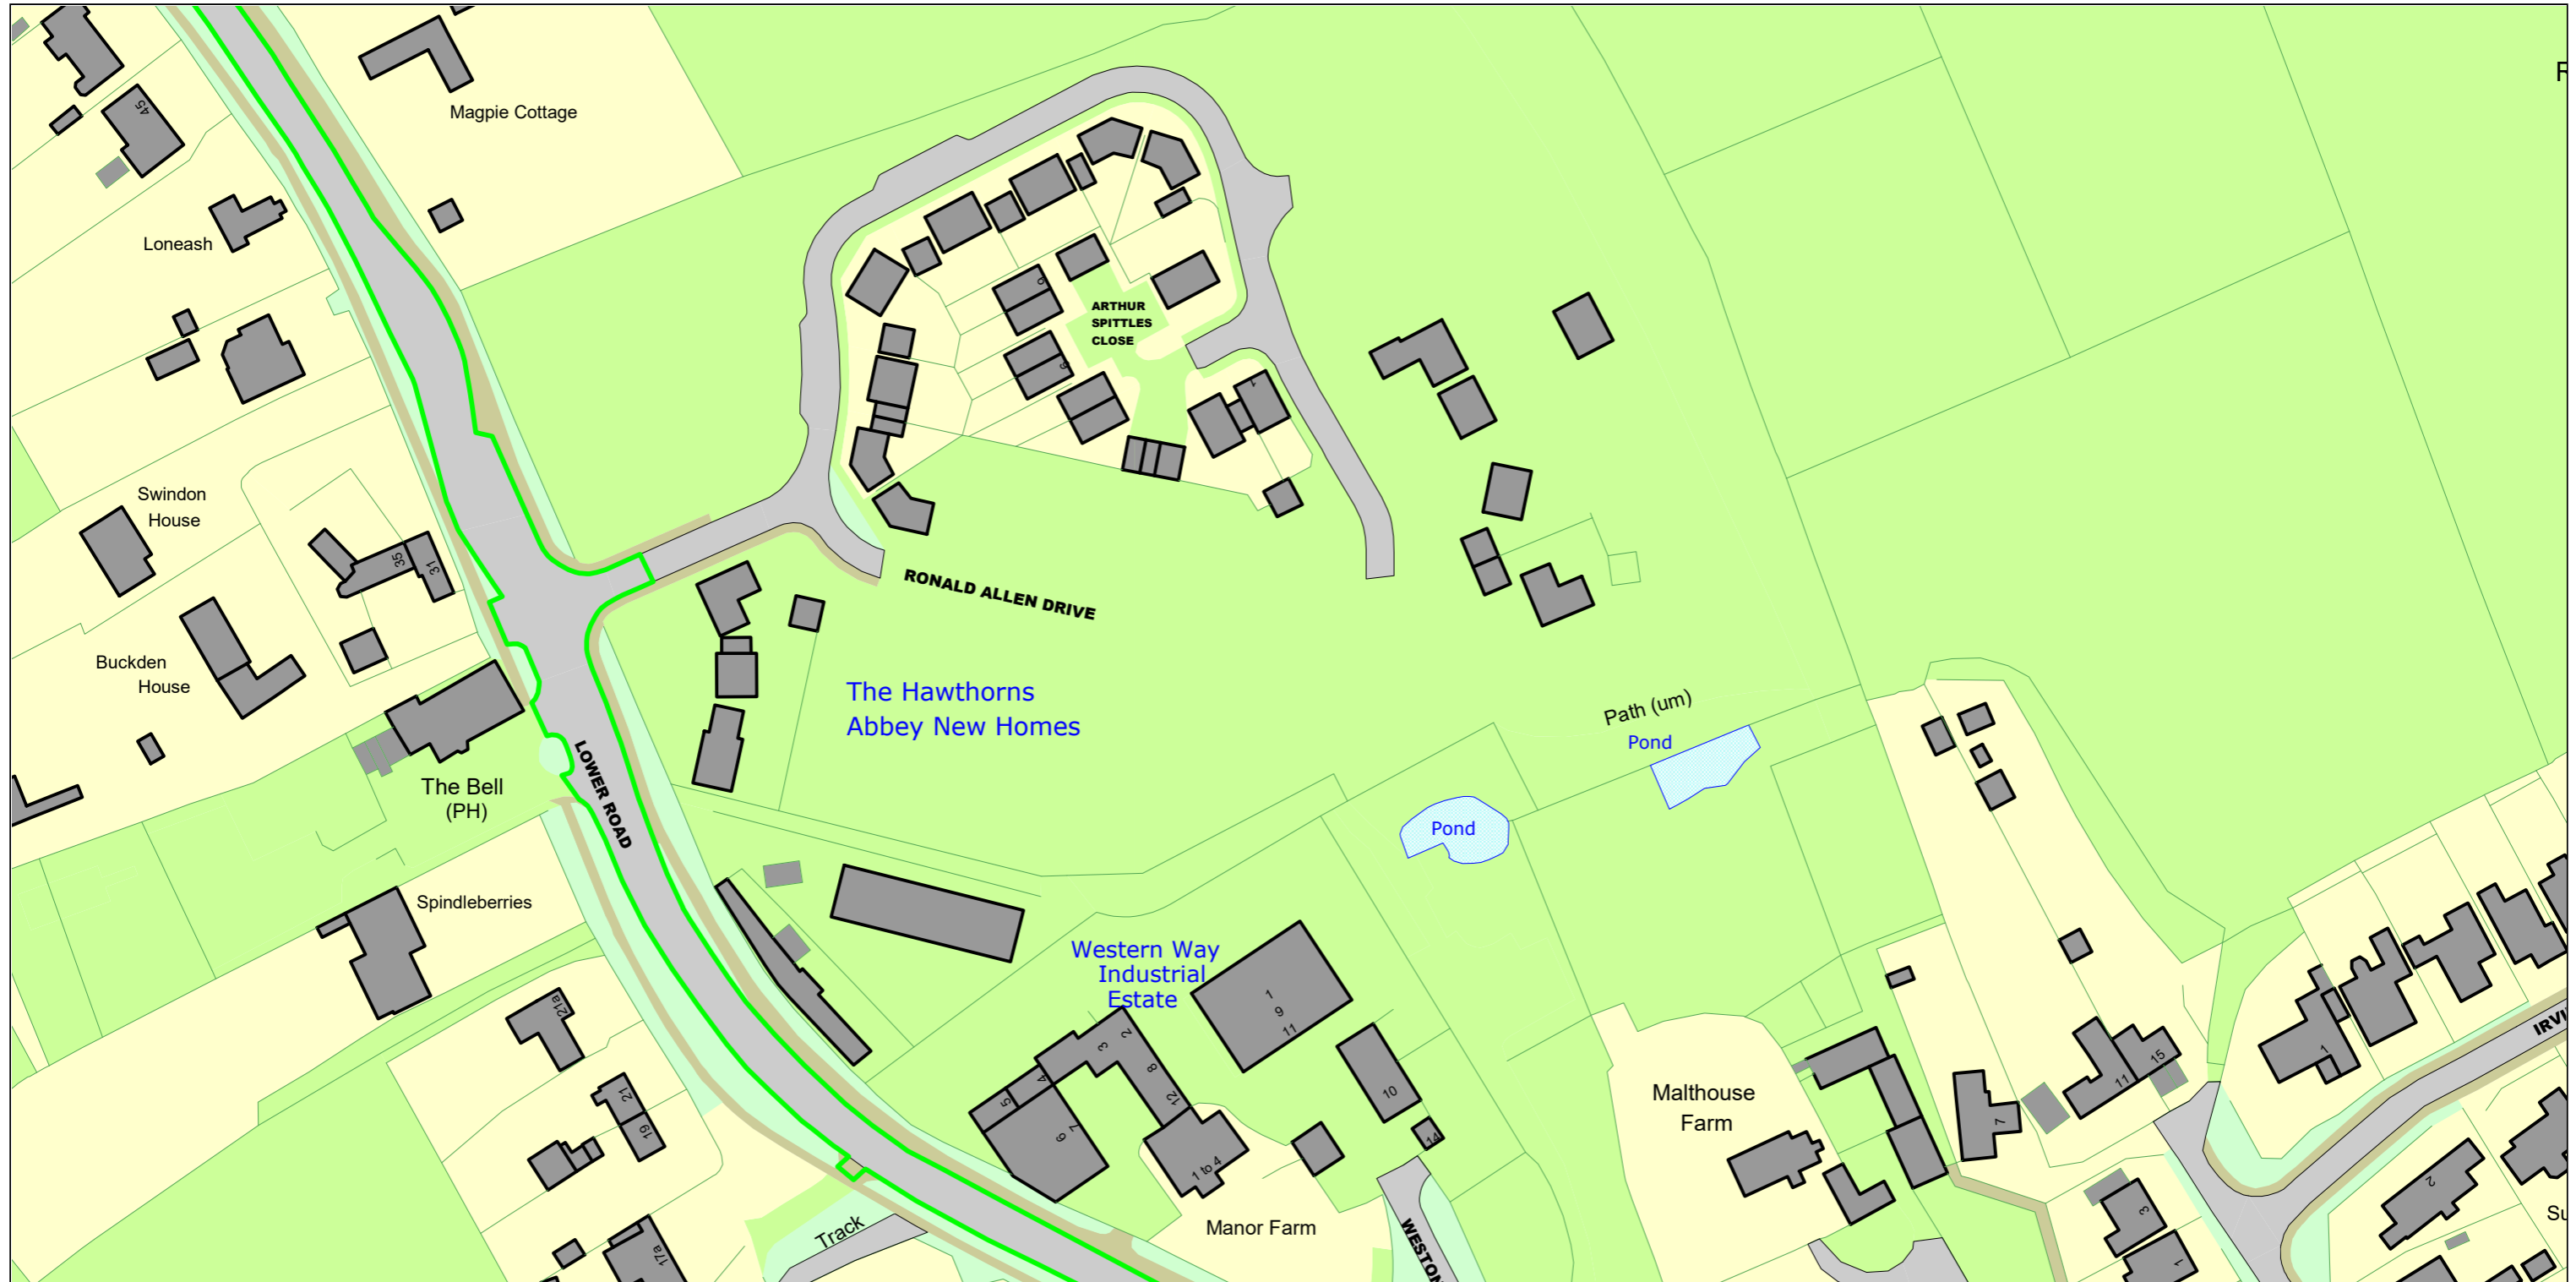 45
Magpie Cottage
Loneash
ARTHUR
SPITTLES
CLOSE
9
6
1
Swindon
House
35
31
Buckden
House
RONALD ALLEN DRIVE
The Hawthorns
Abbey New Homes
The Bell
(PH)
LOWER ROAD
Path (um)
Pond
Pond
Spindleberries
Western Way
Industrial
Estate
21a
21
19
17a
Track
5
4
3
2
8
12
6
7
1
9
11
10
14
1 to 4
Manor Farm
WESTON
Malthouse
Farm
7
11
15
1
2
3
1